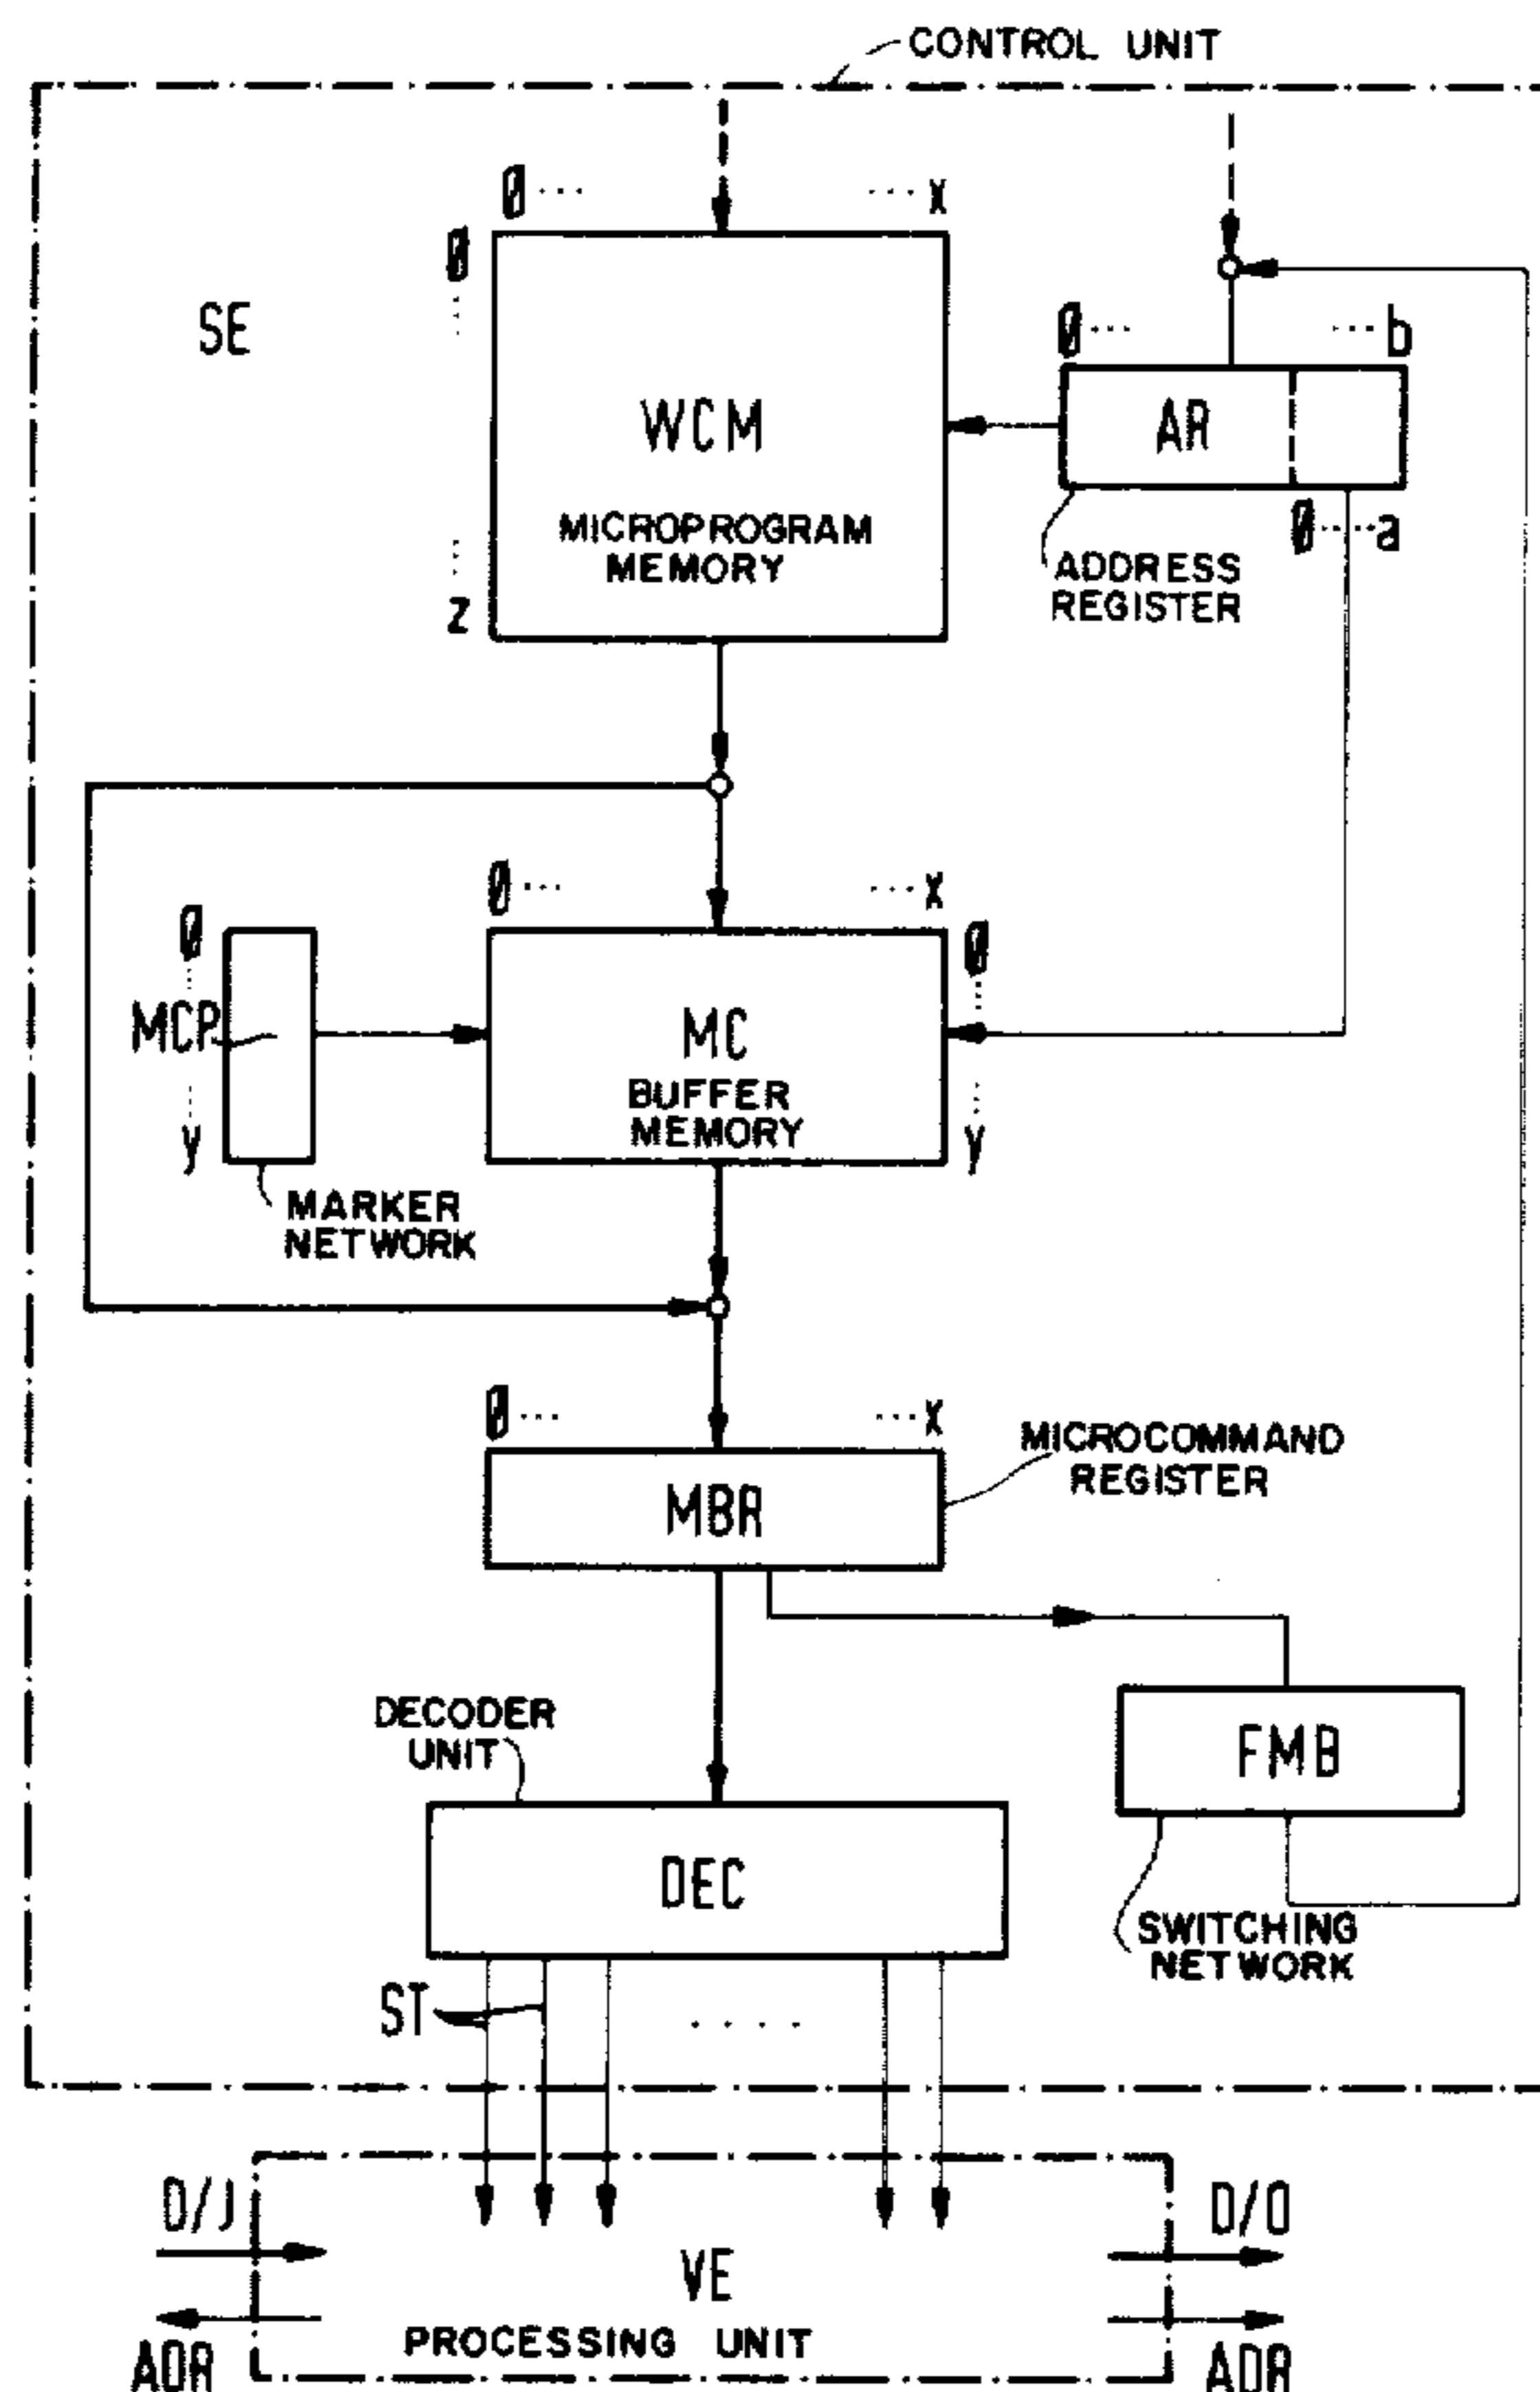 CONTROL UNIT
Ø ... ... x
Ø
SE
Ø ... ... b
WCM
AR
MICROPROGRAM
MEMORY
Ø ... a
ADDRESS
REGISTER
z
Ø ... ... x
Ø
Ø
MCP
MC
BUFFER
MEMORY
y
y
MARKER
NETWORK
Ø ... ... x
MICROCOMMAND
REGISTER
MBR
DECODER
UNIT
FMB
DEC
SWITCHING
NETWORK
ST
....
D/J
D/O
VE
PROCESSING UNIT
ADR
ADR